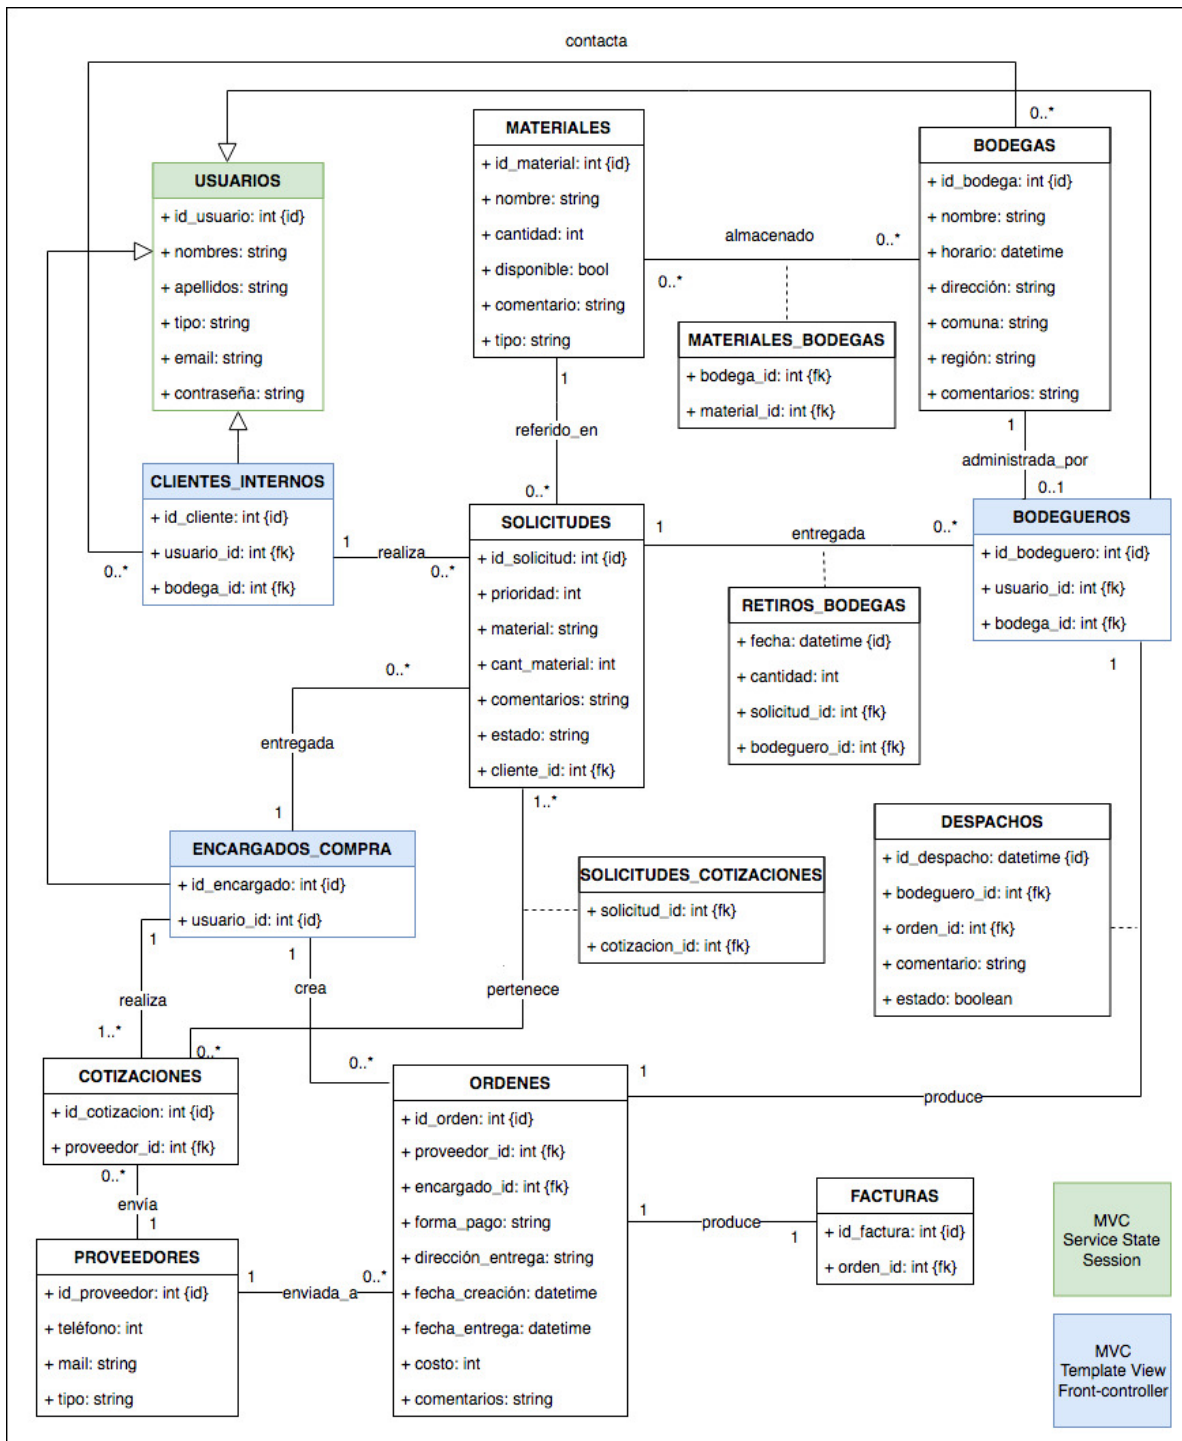 contacta
0..*
MATERIALES
+ id_material: int {id}
+ nombre: string
+ cantidad: int
+ disponible: bool
+ comentario: string
+ tipo: string
BODEGAS
+ id_bodega: int {id}
+ nombre: string
+ horario: datetime
+ dirección: string
+ comuna: string
+ región: string
+ comentarios: string
USUARIOS
+ id_usuario: int {id}
+ nombres: string
+ apellidos: string
+ tipo: string
+ email: string
+ contraseña: string
almacenado
0..*
0..*
MATERIALES_BODEGAS
+ bodega_id: int {fk}
+ material_id: int {fk}
1
referido_en
0..*
1
administrada_por
0..1
CLIENTES_INTERNOS
+ id_cliente: int {id}
+ usuario_id: int {fk}
+ bodega_id: int {fk}
0..*
1
realiza
0..*
SOLICITUDES
+ id_solicitud: int {id}
+ prioridad: int
+ material: string
+ cant_material: int
+ comentarios: string
+ estado: string
+ cliente_id: int {fk}
1
entregada
0..*
BODEGUEROS
+ id_bodeguero: int {id}
+ usuario_id: int {fk}
+ bodega_id: int {fk}
1
RETIROS_BODEGAS
+ fecha: datetime {id}
+ cantidad: int
+ solicitud_id: int {fk}
+ bodeguero_id: int {fk}
0..*
entregada
1
1..*
ENCARGADOS_COMPRA
+ id_encargado: int {id}
+ usuario_id: int {id}
SOLICITUDES_COTIZACIONES
+ solicitud_id: int {fk}
+ cotizacion_id: int {fk}
DESPACHOS
+ id_despacho: datetime {id}
+ bodeguero_id: int {fk}
+ orden_id: int {fk}
+ comentario: string
+ estado: boolean
1
realiza
1..*
1
crea
0..*
pertenece
0..*
COTIZACIONES
+ id_cotizacion: int {id}
+ proveedor_id: int {fk}
0..*
envía
1
ORDENES
+ id_orden: int {id}
+ proveedor_id: int {fk}
+ encargado_id: int {fk}
+ forma_pago: string
+ dirección_entrega: string
+ fecha_creación: datetime
+ fecha_entrega: datetime
+ costo: int
+ comentarios: string
1
produce
1
produce
1
FACTURAS
+ id_factura: int {id}
+ orden_id: int {fk}
PROVEEDORES
+ id_proveedor: int {id}
+ teléfono: int
+ mail: string
+ tipo: string
1
enviada_a
0..*
MVC
Service State
Session
MVC
Template View
Front-controller